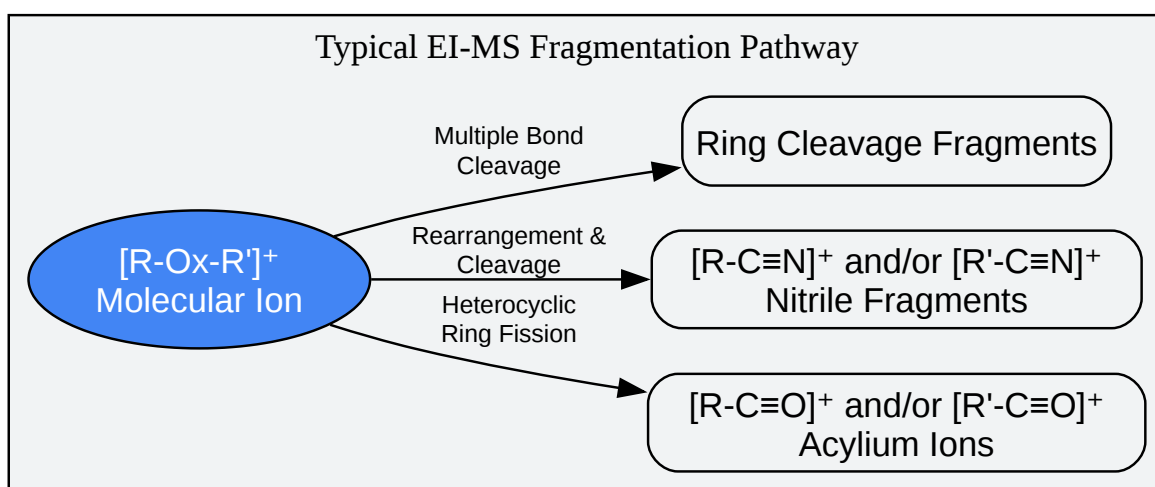 Typical EI-MS Fragmentation Pathway
Multiple Bond
Cleavage
Ring Cleavage Fragments
[R-Ox-R']⁺
Molecular Ion
Rearrangement &
Cleavage
[R-C≡N]⁺ and/or [R'-C≡N]⁺
Nitrile Fragments
Heterocyclic
Ring Fission
[R-C≡O]⁺ and/or [R'-C≡O]⁺
Acylium Ions